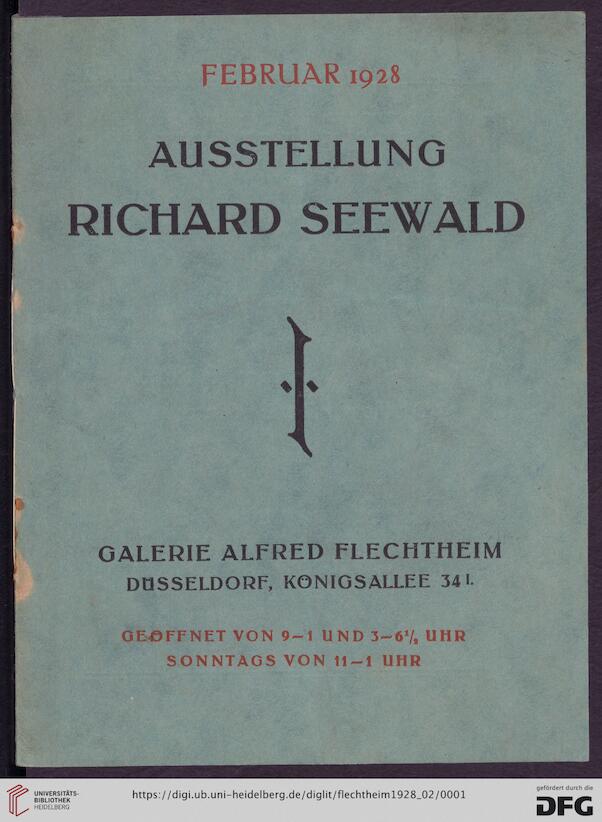 FEBRUAR 1928
AUSSTELLUNG
RICHARD SEEWALD
GALERIE ALFRED FLECHTHEIM
DÜSSELDORF, KÖNIGSALLEE 34 I.
GEÖFFNET VON 9–1 UND 3–6½ UHR
SONNTAGS VON 11–1 UHR
UNIVERSITÄTS-
BIBLIOTHEK
HEIDELBERG
https://digi.ub.uni-heidelberg.de/diglit/flechtheim1928_02/0001
gefördert durch die
DFG